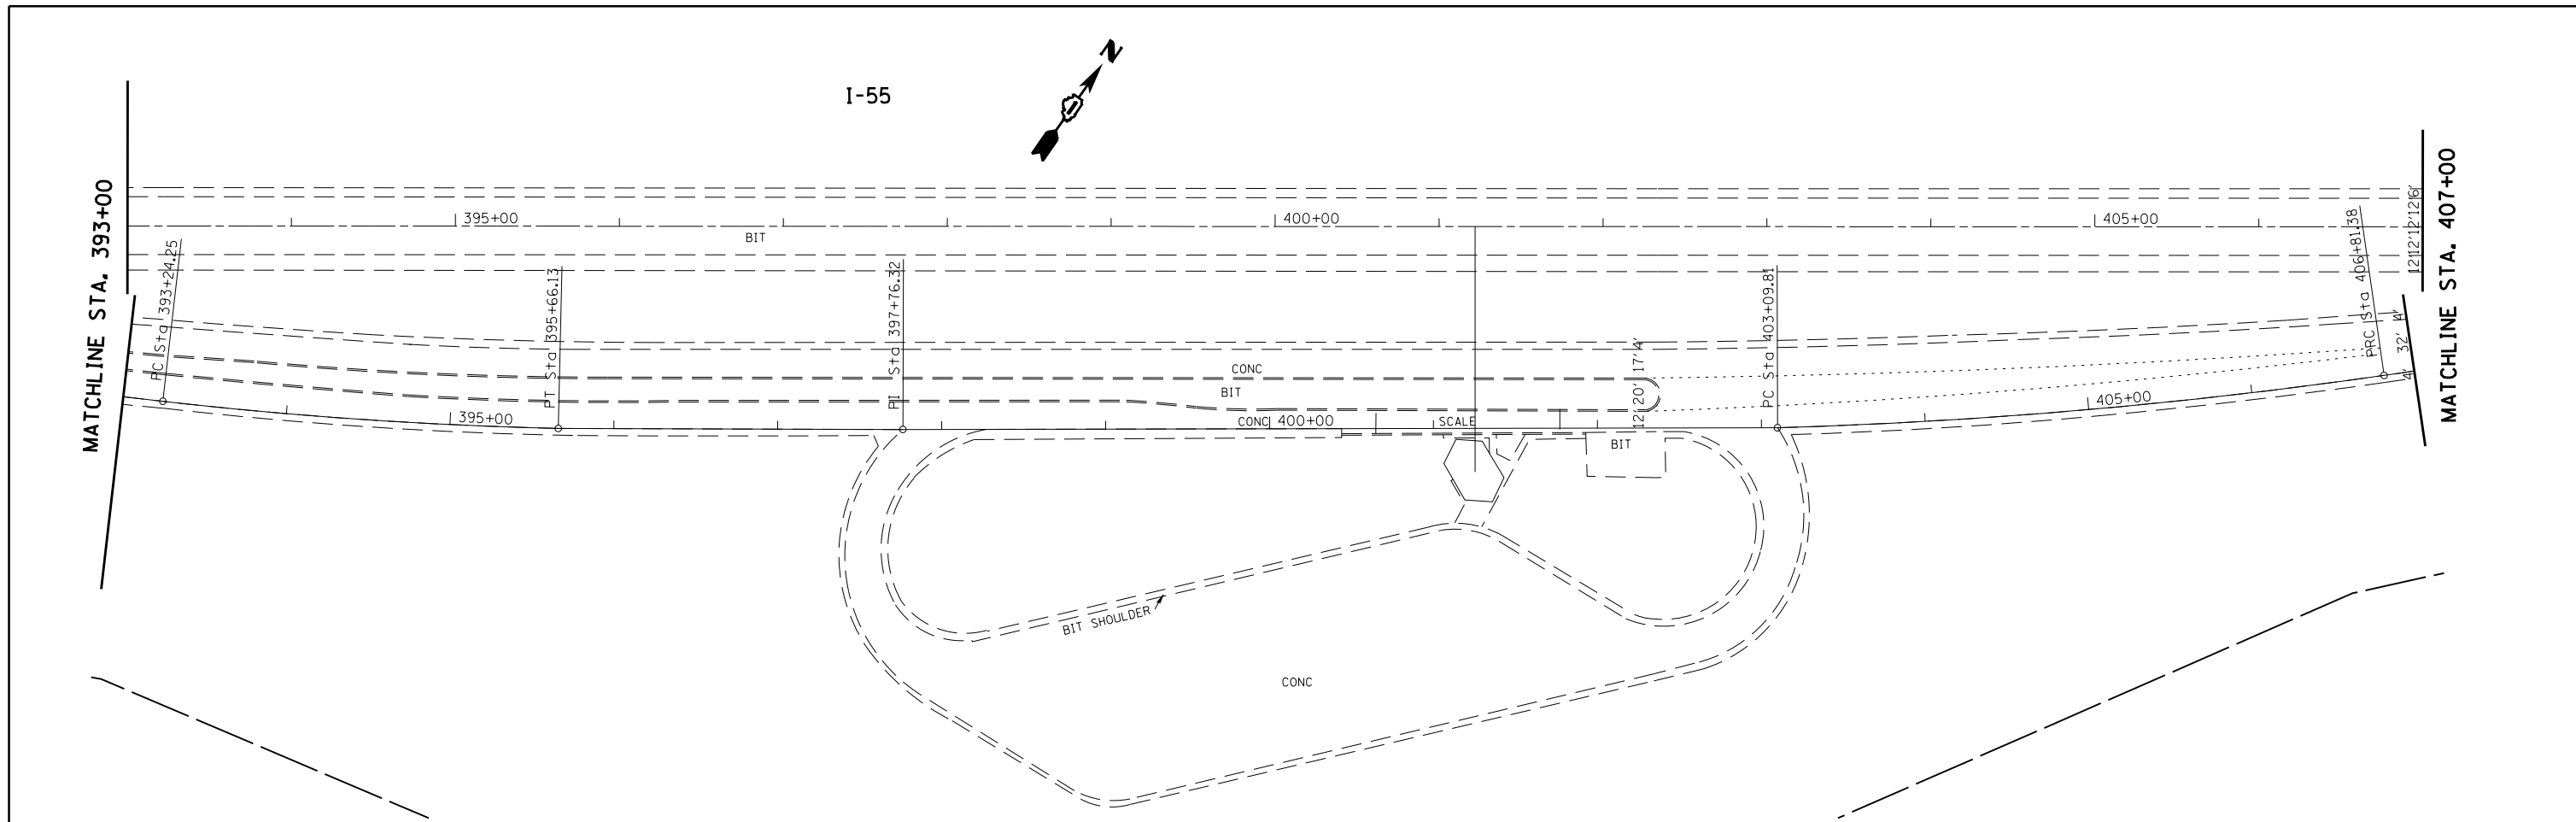 N
I-55
MATCHLINE STA. 393+00
MATCHLINE STA. 407+00
395+00
400+00
405+00
BIT
12' 12' 12' 12' 6'
PC Sta 393+24.25
PT Sta 395+66.13
PI Sta 397+76.32
PC Sta 403+09.81
PRC Sta 406+81.38
4' 32' 4'
CONC
BIT
12' 20' 17' 4'
395+00
CONC
400+00
SCALE
405+00
BIT
BIT SHOULDER
CONC